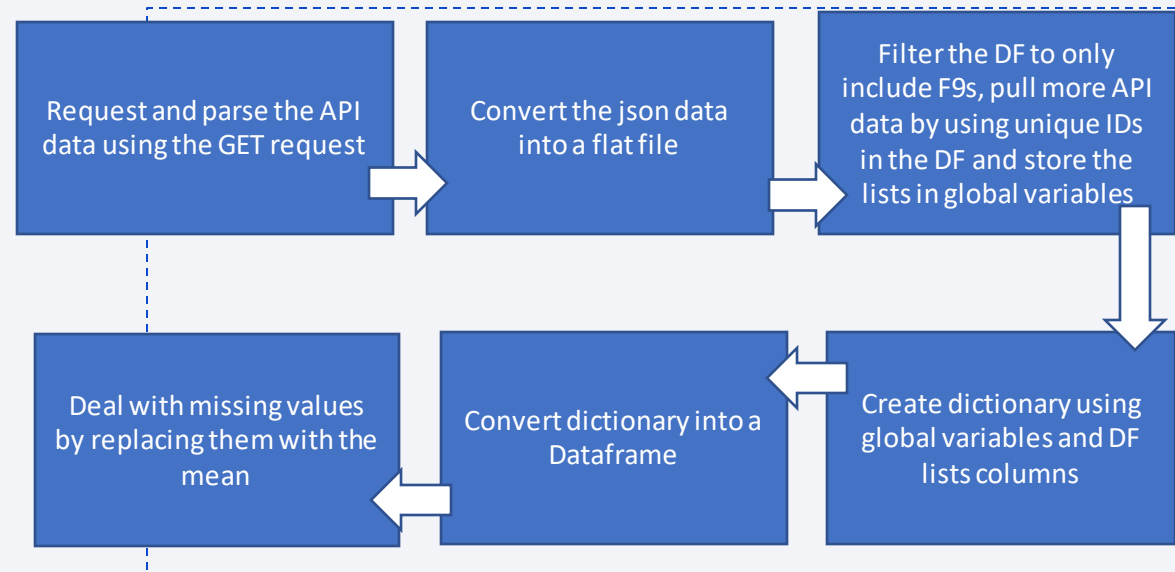 Request and parse the API
data using the GET request
Convert the json data
into a flat file
Filter the DF to only
include F9s, pull more API
data by using unique IDs
in the DF and store the
lists in global variables
Deal with missing values
by replacing them with the
mean
Convert dictionary into a
Dataframe
Create dictionary using
global variables and DF
lists columns